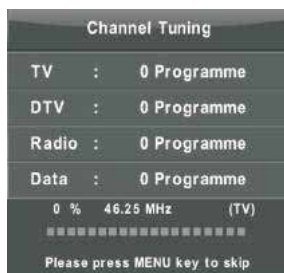 Channel Tuning
TV : 0 Programme
DTV : 0 Programme
Radio : 0 Programme
Data : 0 Programme
0 % 46.25 MHz (TV)
Please press MENU key to skip